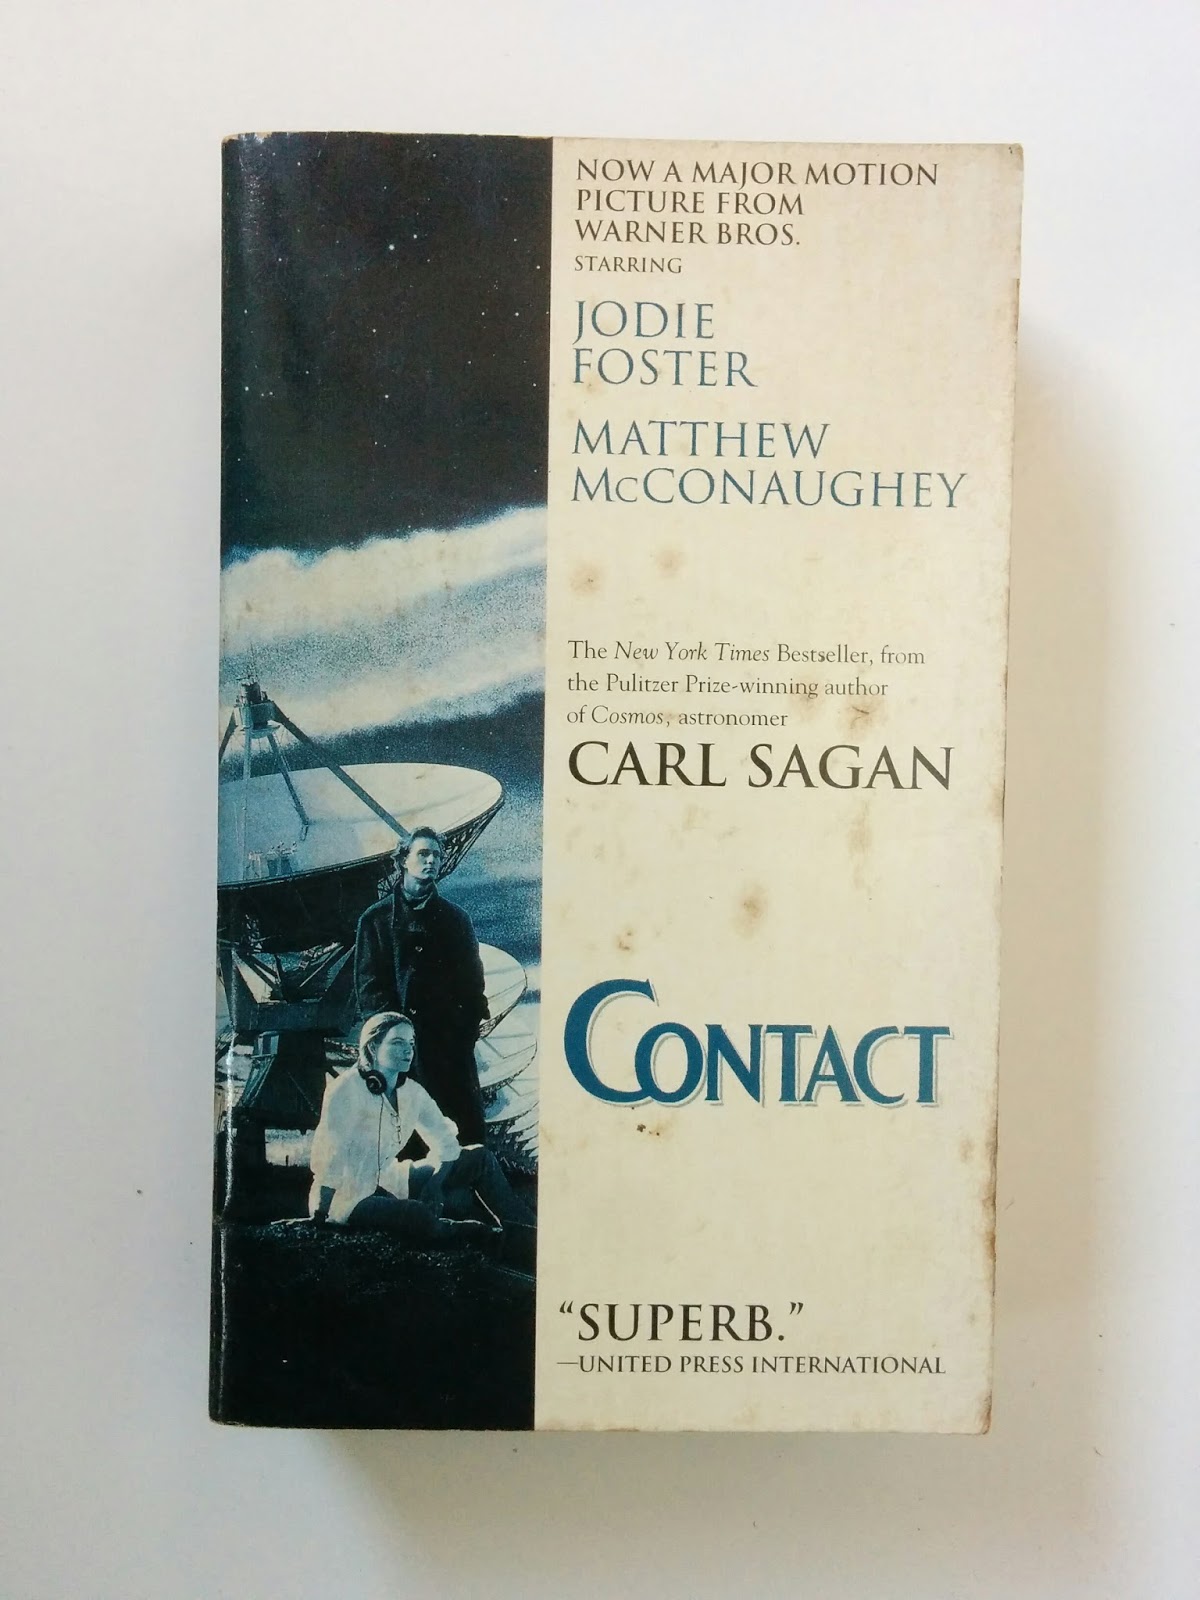 NOW A MAJOR MOTION
PICTURE FROM
WARNER BROS.
STARRING
JODIE
FOSTER
MATTHEW
McCONAUGHEY
The New York Times Bestseller, from
the Pulitzer Prize-winning author
of Cosmos, astronomer
CARL SAGAN
CONTACT
“SUPERB.”
—UNITED PRESS INTERNATIONAL